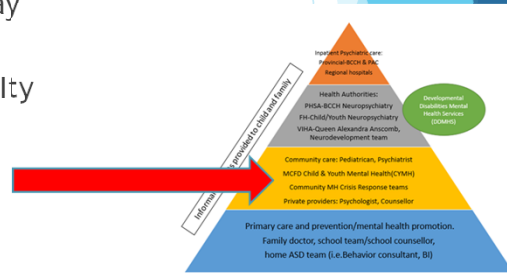 ay
lty
Inpatient Psychiatric care:
Provincial-BCCH & PAC
Regional hospitals
Health Authorities:
PHSA-BCCH Neuropsychiatry
FH-Child/Youth Neuropsychiatry
VIHA-Queen Alexandra Anscomb,
Neurodevelopment team
Developmental
Disabilities Mental
Health Services
(DDMHS)
s provided to child and family
Informa
Community care: Pediatrican, Psychiatrist
MCFD Child & Youth Mental Health(CYMH)
Community MH Crisis Response teams
Private providers: Psychologist, Counsellor
Primary care and prevention/mental health promotion.
Family doctor, school team/school counsellor,
home ASD team (i.e.Behavior consultant, BI)